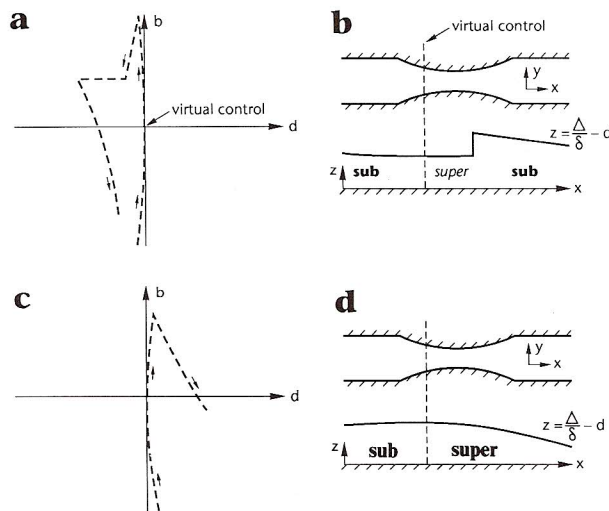 a
b
virtual control
d
b
virtual control
y
x
z = Δ/δ - d
z
sub
super
sub
x
c
b
d
d
y
x
z = Δ/δ - d
z
sub
super
x